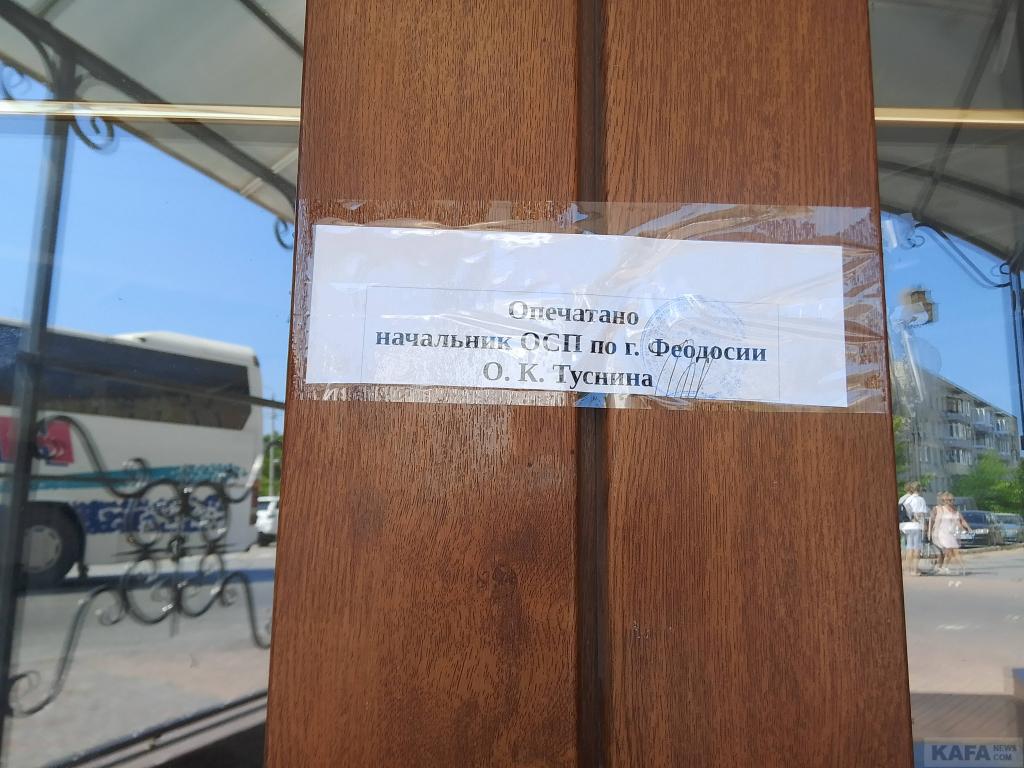 Опечатано
начальник ОСП по г. Феодосии
О. К. Туснина
KAFA NEWS
COM